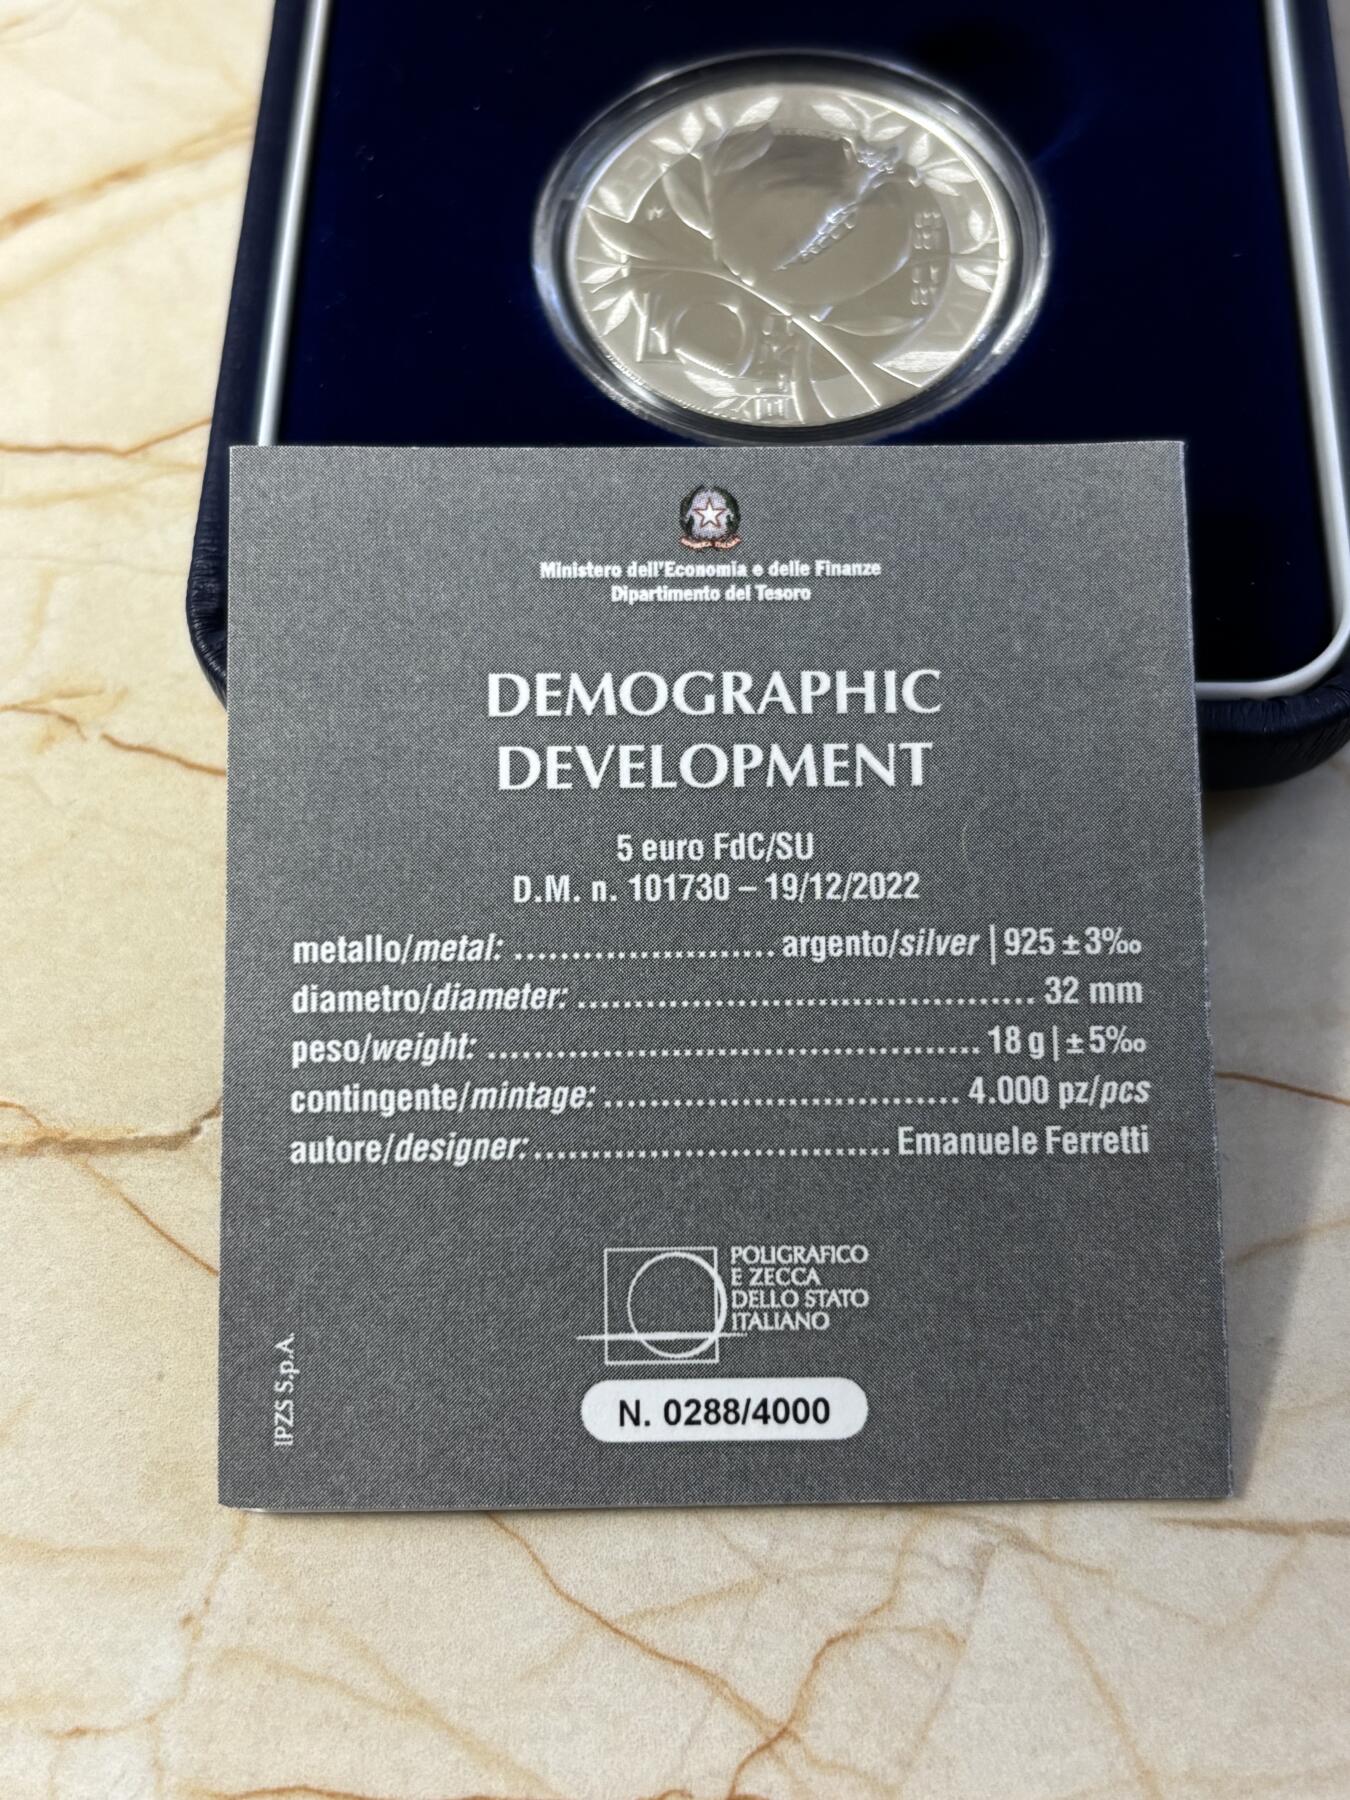 Ministero dell'Economia e delle Finanze
Dipartimento del Tesoro
DEMOGRAPHIC
DEVELOPMENT
5 euro FdC/SU
D.M. n. 101730 – 19/12/2022
metallo/metal: ........................ argento/silver | 925 ± 3‰
diametro/diameter: .......................................... 32 mm
peso/weight: ............................................. 18 g | ± 5‰
contingente/mintage: ................................. 4.000 pz/pcs
autore/designer: ................................. Emanuele Ferretti
POLIGRAFICO
E ZECCA
DELLO STATO
ITALIANO
IPZS S.p.A.
N. 0288/4000